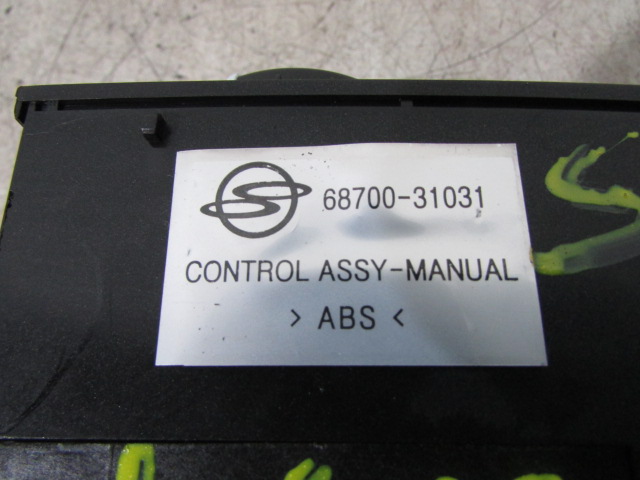 68700-31031
CONTROL ASSY-MANUAL
> ABS <